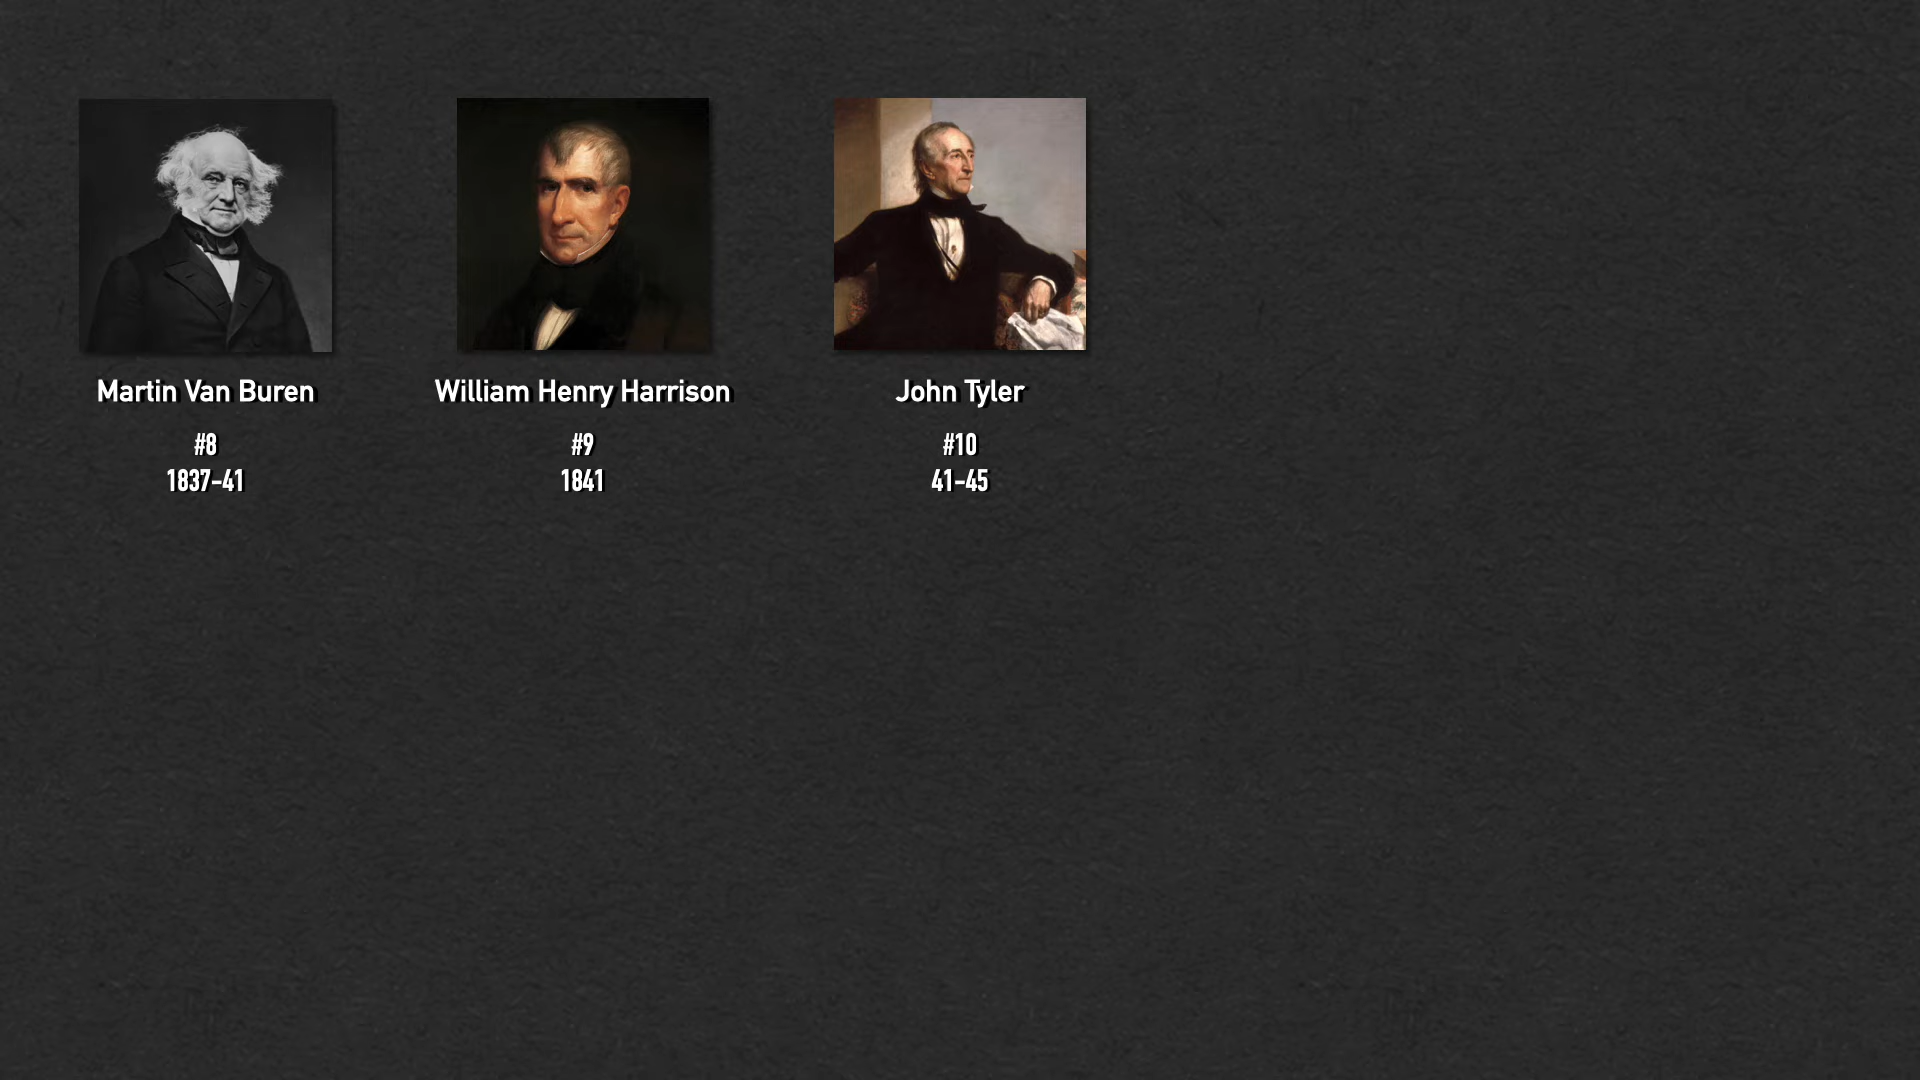 Martin Van Buren
#8
1837–41
William Henry Harrison
#9
1841
John Tyler
#10
41–45